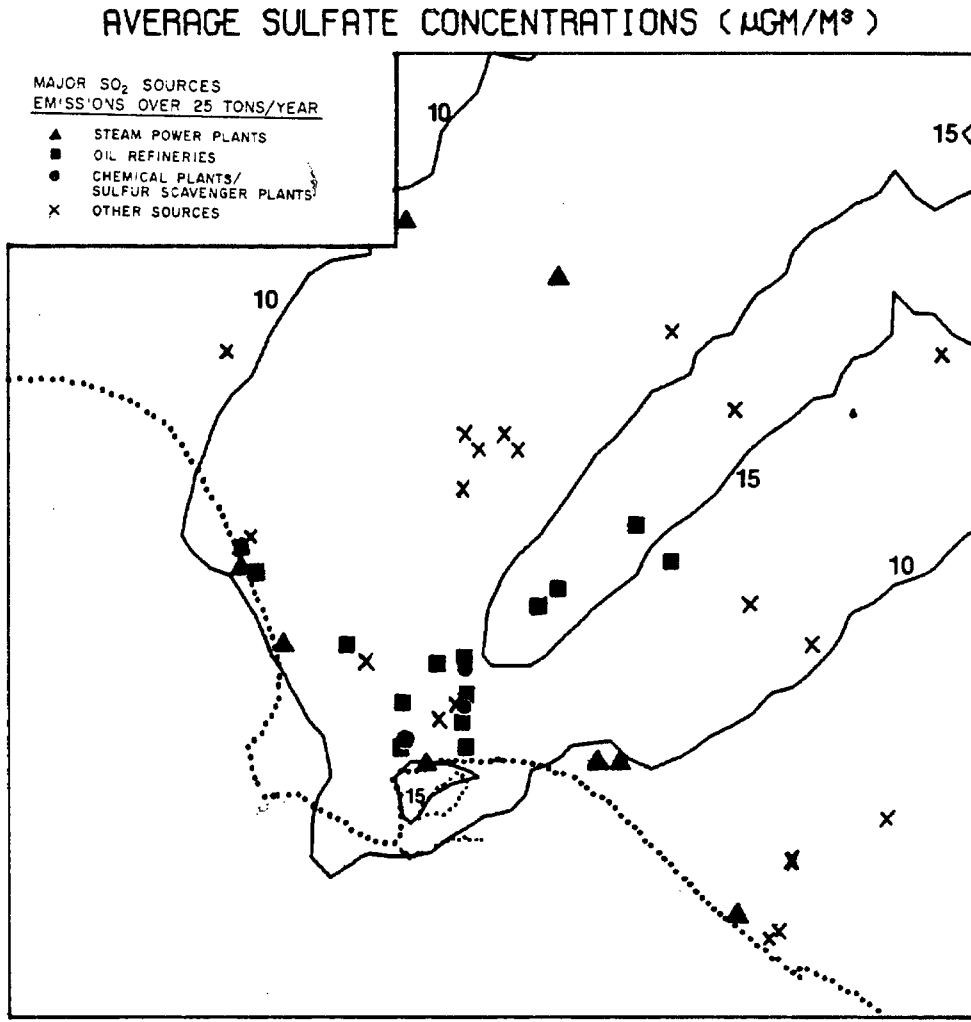 AVERAGE SULFATE CONCENTRATIONS (µGM/M³)
MAJOR SO₂ SOURCES
EMISSIONS OVER 25 TONS/YEAR
STEAM POWER PLANTS
OIL REFINERIES
CHEMICAL PLANTS/
SULFUR SCAVENGER PLANTS
OTHER SOURCES
10
15
10
15
10
15